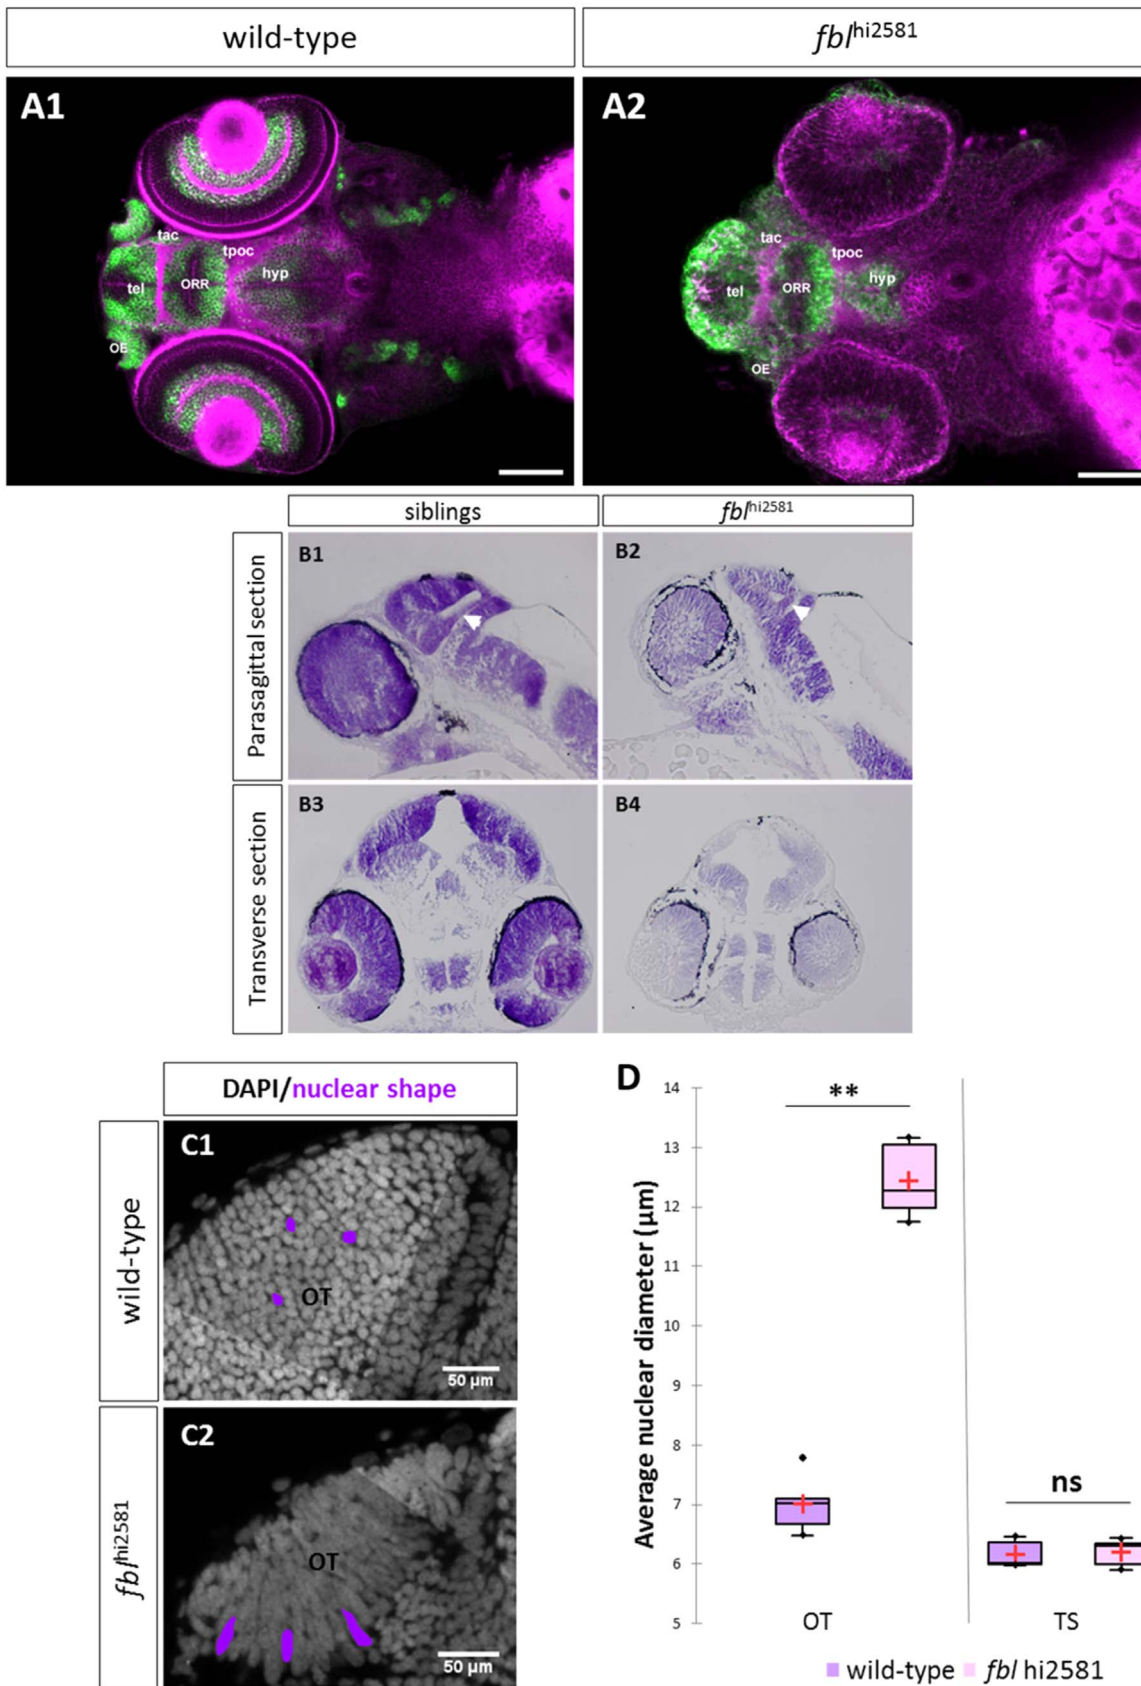 wild-type
fbl^hi2581
A1
A2
tac
tpoc
hyp
tel
ORR
OE
tac
tpoc
hyp
tel
ORR
OE
siblings
fbl^hi2581
Parasagittal section
B1
B2
Transverse section
B3
B4
DAPI/nuclear shape
wild-type
C1
OT
50 µm
fbl^hi2581
C2
OT
50 µm
D
Average nuclear diameter (µm)
14
13
12
11
10
9
8
7
6
5
**
ns
OT
TS
wild-type
fbl hi2581